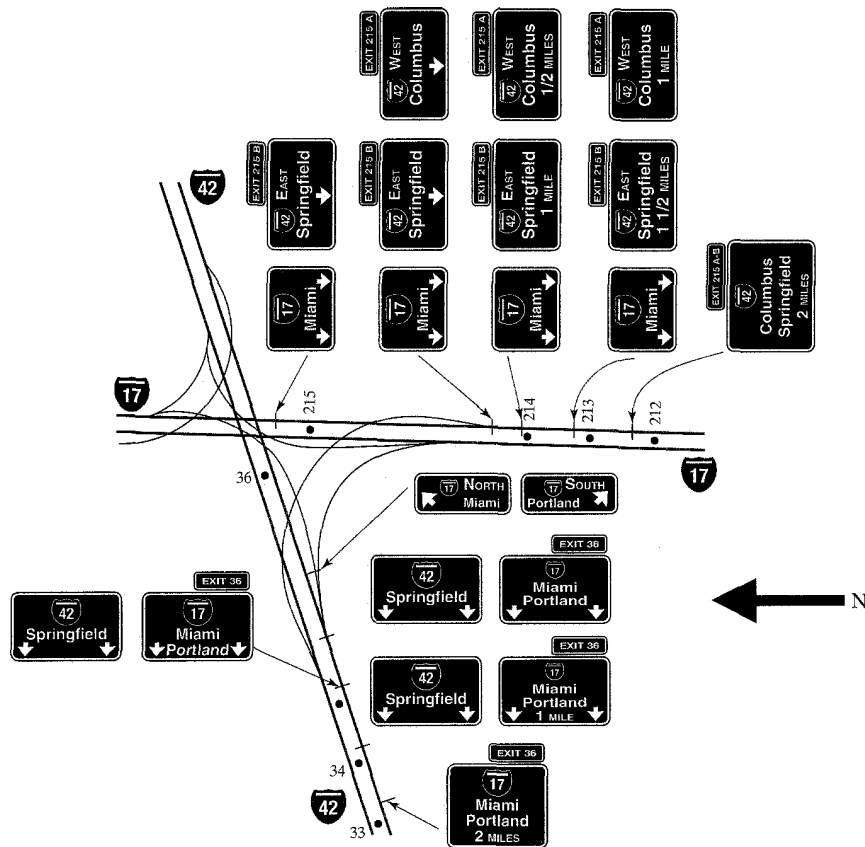 EXIT 215 A
42 WEST
Columbus
EXIT 215 A
42 WEST
Columbus
1/2 MILES
EXIT 215 A
42 WEST
Columbus
1 MILE
EXIT 215 B
42 EAST
Springfield
EXIT 215 B
42 EAST
Springfield
EXIT 215 B
42 EAST
Springfield
1 MILE
EXIT 215 B
42 EAST
Springfield
1 1/2 MILES
42
17
Miami
17
Miami
17
Miami
17
Miami
EXIT 215 A-B
42
Columbus
Springfield
2 MILES
17
215
214
213
212
17
36
17 NORTH
Miami
17 SOUTH
Portland
EXIT 36
42
Springfield
17
Miami
Portland
N
EXIT 36
42
Springfield
17
Miami
Portland
EXIT 36
42
Springfield
17
Miami
Portland
1 MILE
34
EXIT 36
17
Miami
Portland
2 MILES
42
33